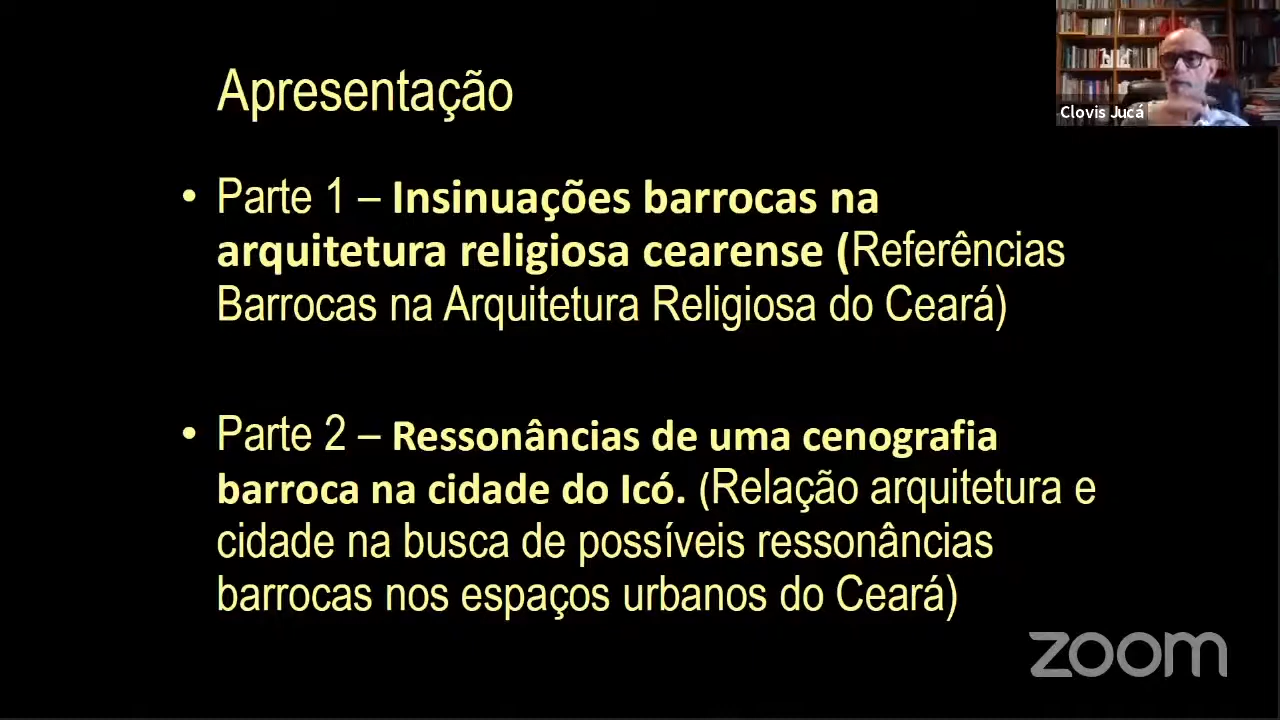 Apresentação
Clovis Jucá
• Parte 1 – Insinuações barrocas na
arquitetura religiosa cearense (Referências
Barrocas na Arquitetura Religiosa do Ceará)
• Parte 2 – Ressonâncias de uma cenografia
barroca na cidade do Icó. (Relação arquitetura e
cidade na busca de possíveis ressonâncias
barrocas nos espaços urbanos do Ceará)
zoom